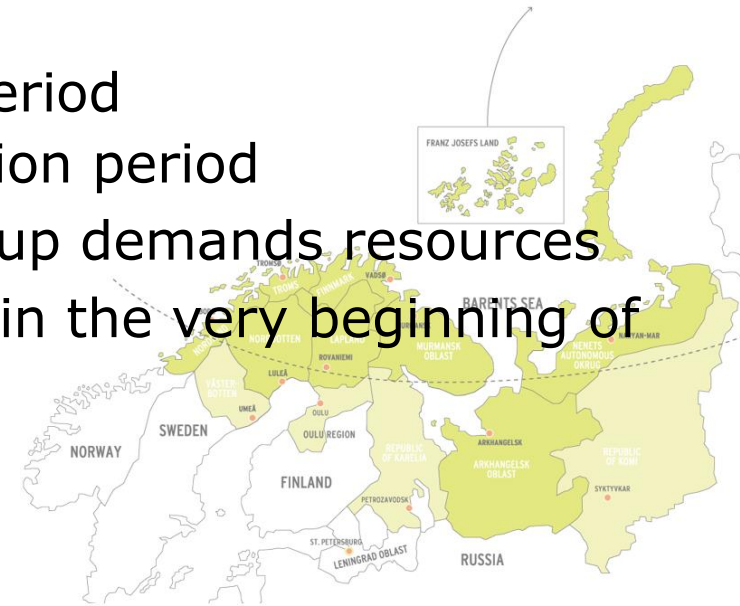 eriod
ion period
up demands resources
in the very beginning of
FRANZ JOSEFS LAND
TROMSØ
VADSØ
TROMS
FINNMARK
BARENTS SEA
NORRBOTTEN
LAPLAND
MURMANSK
OBLAST
NARYAN-MAR
NENETS
AUTONOMOUS
OKRUG
ROVANIEMI
LULEÅ
VÄSTER
BOTTEN
UMEÅ
OULU
OULU REGION
SWEDEN
NORWAY
FINLAND
REPUBLIC
OF KARELIA
ARKHANGELSK
ARKHANGELSK
OBLAST
REPUBLIC
OF KOMI
SYKTYVKAR
PETROZAVODSK
ST. PETERSBURG
LENINGRAD OBLAST
RUSSIA